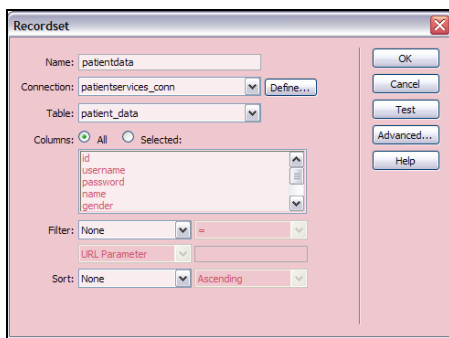 Recordset
Name: patientdata
OK
Connection: patientservices_conn Define...
Cancel
Table: patient_data
Test
Columns: All Selected:
Advanced...
id
username
password
name
gender
Help
Filter: None =
URL Parameter
Sort: None Ascending